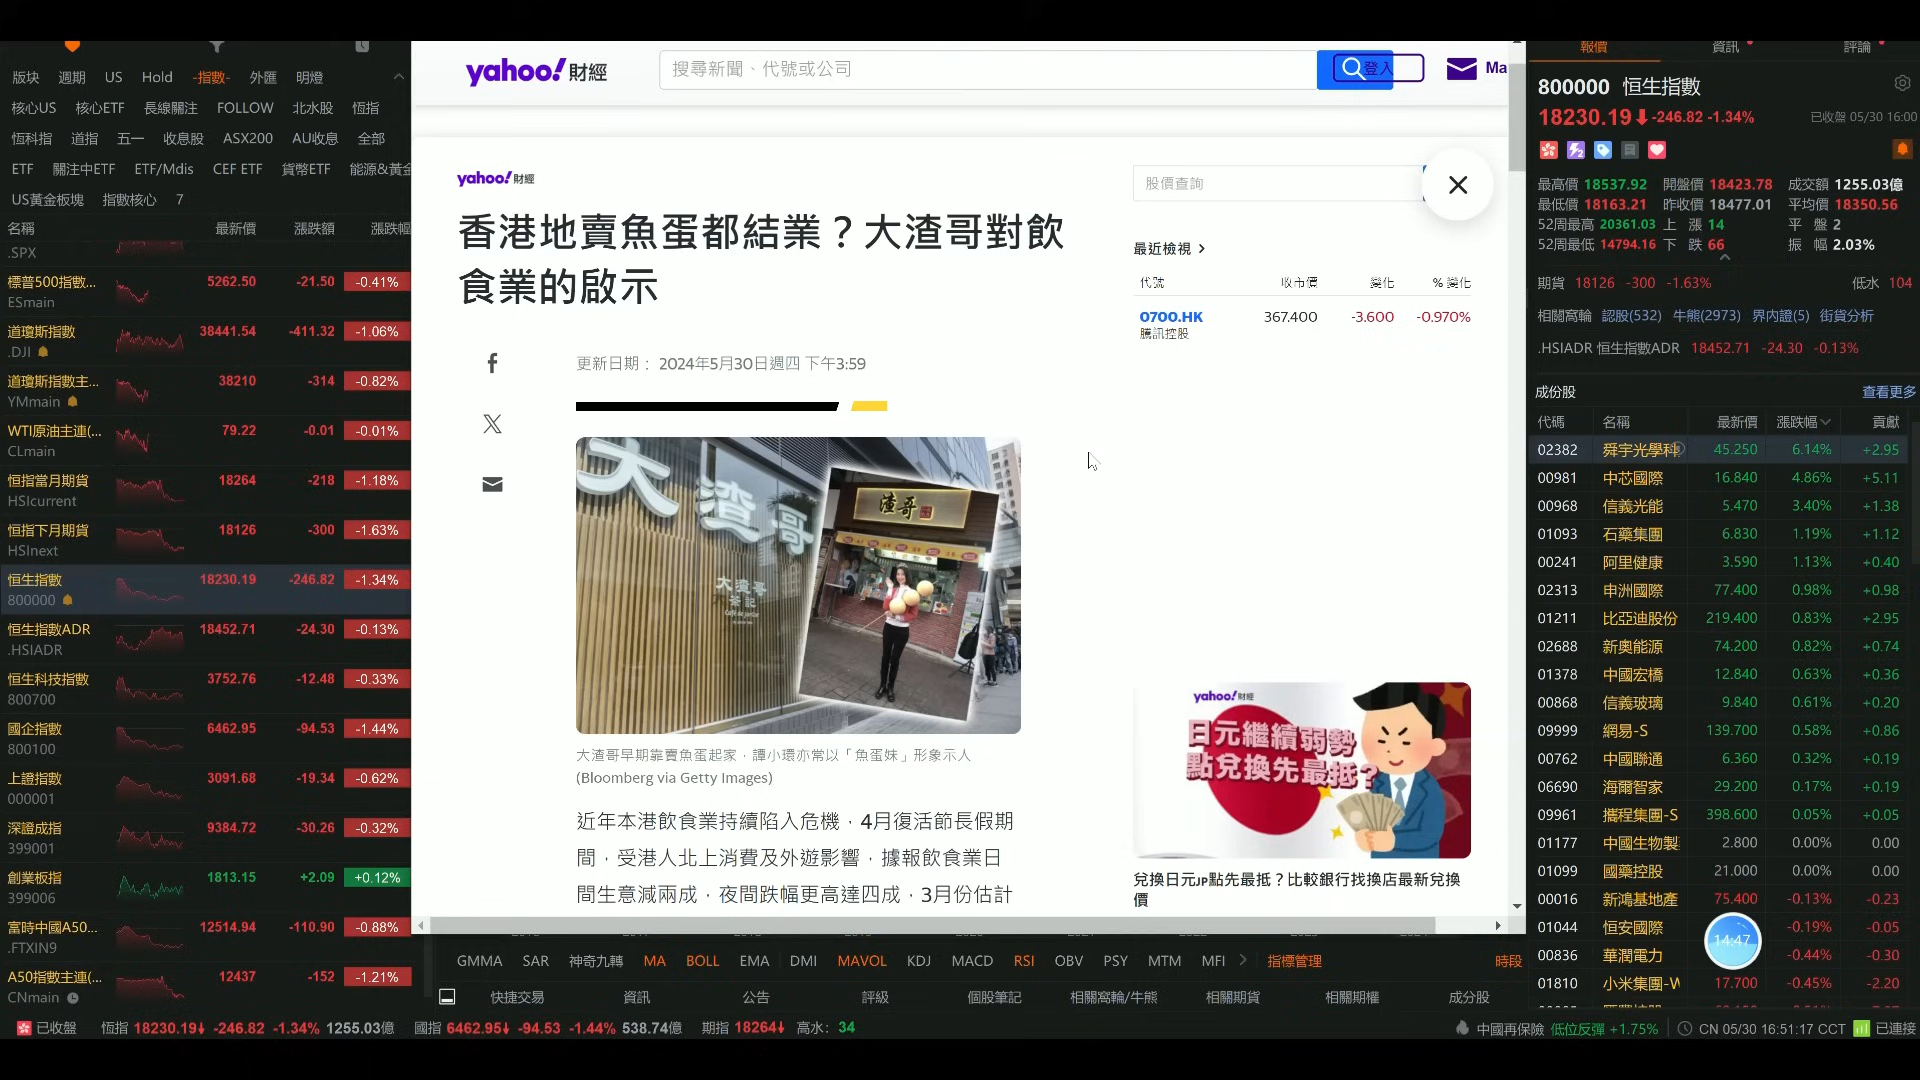 版块 週期 US Hold -指數- 外匯 明燈
核心US 核心ETF 長線關注 FOLLOW 北水股 恆指
恆科指 道指 五一 收息股 ASX200 AU收息 全部
ETF 關注中ETF ETF/Mdis CEF ETF 貨幣ETF 能源&黃金
US黃金板塊 指數核心 7
名稱 最新價 漲跌額 漲跌幅
.SPX
標普500指數... 5262.50 -21.50 -0.41%
ESmain
道瓊斯指數 38441.54 -411.32 -1.06%
.DJI
道瓊斯指數主... 38210 -314 -0.82%
YMmain
WTI原油主連(... 79.22 -0.01 -0.01%
CLmain
恒指當月期貨 18264 -218 -1.18%
HSIcurrent
恒指下月期貨 18126 -300 -1.63%
HSInext
恒生指數 18230.19 -246.82 -1.34%
800000
恒生指數ADR 18452.71 -24.30 -0.13%
.HSIADR
恒生科技指數 3752.76 -12.48 -0.33%
800700
國企指數 6462.95 -94.53 -1.44%
800100
上證指數 3091.68 -19.34 -0.62%
000001
深證成指 9384.72 -30.26 -0.32%
399001
創業板指 1813.15 +2.09 +0.12%
399006
富時中國A50... 12514.94 -110.90 -0.88%
.FTXIN9
A50指數主連(... 12437 -152 -1.21%
CNmain
yahoo!財經
搜尋新聞、代號或公司
登入
Ma
yahoo!財經
香港地賣魚蛋都結業？大渣哥對飲
食業的啟示
更新日期： 2024年5月30日週四 下午3:59
大渣哥
大渣哥
茶記
渣哥
大渣哥早期靠賣魚蛋起家，譚小環亦常以「魚蛋妹」形象示人
(Bloomberg via Getty Images)
近年本港飲食業持續陷入危機，4月復活節長假期
間，受港人北上消費及外遊影響，據報飲食業日
間生意減兩成，夜間跌幅更高達四成，3月份估計
股價查詢
最近檢視
代號 收市價 變化 % 變化
0700.HK 367.400 -3.600 -0.970%
騰訊控股
yahoo!財經
日元繼續弱勢
點兌換先最抵？
兌換日元JP點先最抵？比較銀行找換店最新兌換
價
GMMA SAR 神奇九轉 MA BOLL EMA DMI MAVOL KDJ MACD RSI OBV PSY MTM MFI 指標管理 時段
快捷交易 資訊 公告 評級 個股筆記 相關窩輪/牛熊 相關期貨 相關期權 成分股
報價 資訊 評論
800000 恒生指數
18230.19 -246.82 -1.34% 已收盤 05/30 16:00
最高價 18537.92 開盤價 18423.78 成交額 1255.03億
最低價 18163.21 昨收價 18477.01 平均價 18350.56
52周最高 20361.03 上 漲 14 平 盤 2
52周最低 14794.16 下 跌 66 振 幅 2.03%
期貨 18126 -300 -1.63% 低水 104
相關窩輪 認股(532) 牛熊(2973) 界內證(5) 街貨分析
.HSIADR 恒生指數ADR 18452.71 -24.30 -0.13%
成份股 查看更多
代碼 名稱 最新價 漲跌幅 貢獻
02382 舜宇光學科 45.250 6.14% +2.95
00981 中芯國際 16.840 4.86% +5.11
00968 信義光能 5.470 3.40% +1.38
01093 石藥集團 6.830 1.19% +1.12
00241 阿里健康 3.590 1.13% +0.40
02313 申洲國際 77.400 0.98% +0.98
01211 比亞迪股份 219.400 0.83% +2.95
02688 新奧能源 74.200 0.82% +0.74
01378 中國宏橋 12.840 0.63% +0.36
00868 信義玻璃 9.840 0.61% +0.20
09999 網易-S 139.700 0.58% +0.86
00762 中國聯通 6.360 0.32% +0.19
06690 海爾智家 29.200 0.17% +0.19
09961 攜程集團-S 398.600 0.05% +0.05
01177 中國生物製 2.800 0.00% 0.00
01099 國藥控股 21.000 0.00% 0.00
00016 新鴻基地產 75.400 -0.13% -0.23
01044 恒安國際 -0.19% -0.05
00836 華潤電力 -0.44% -0.30
01810 小米集團-W 17.700 -0.45% -2.20
14:47
已收盤 恆指 18230.19 -246.82 -1.34% 1255.03億 國指 6462.95 -94.53 -1.44% 538.74億 期指 18264 高水: 34
中國再保險 低位反彈 +1.75% CN 05/30 16:51:17 CCT 已連接